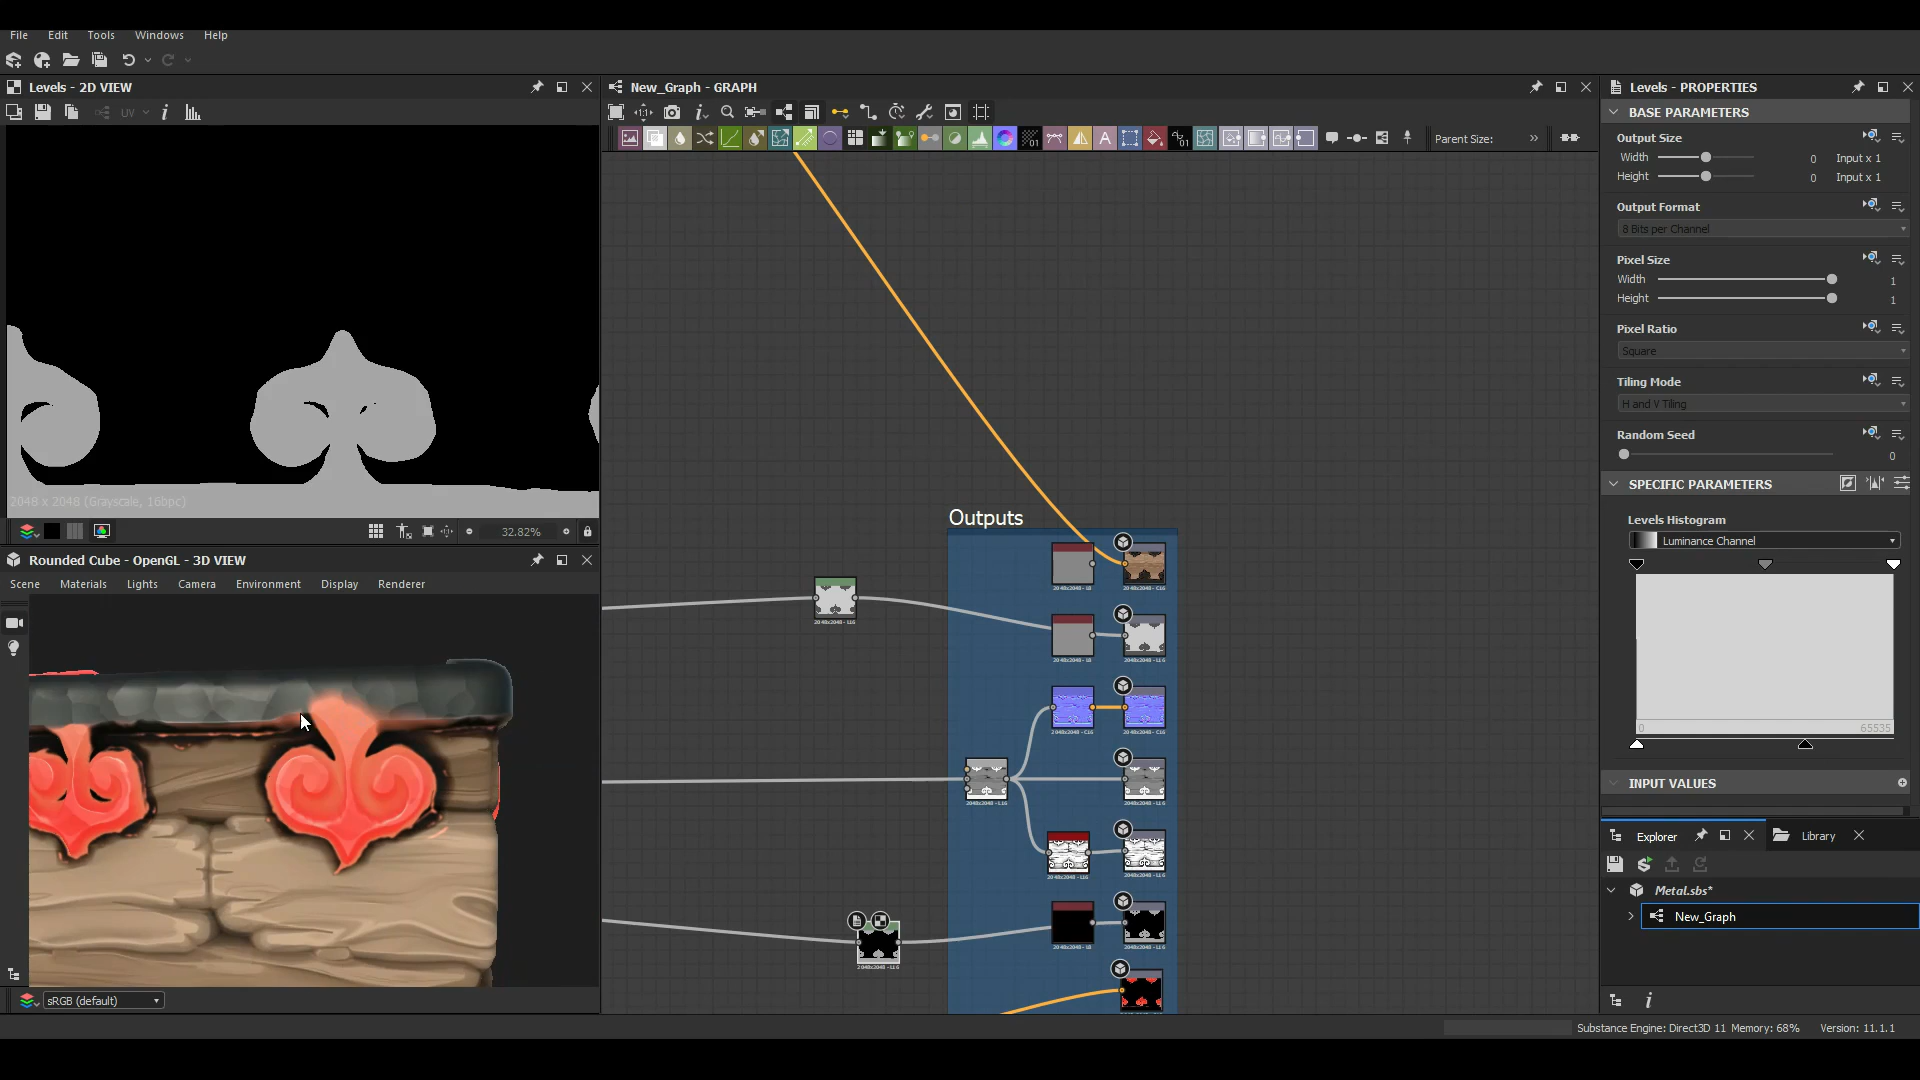 File Edit Tools Windows Help
Levels - 2D VIEW
New_Graph - GRAPH
Levels - PROPERTIES
UV
BASE PARAMETERS
Parent Size:
Output Size
Width 0 Input x 1
Height 0 Input x 1
Output Format
8 Bits per Channel
Pixel Size
Width 1
Height 1
Pixel Ratio
Square
Tiling Mode
H and V Tiling
Random Seed
0
2048 x 2048 (Grayscale, 16bpc)
32.82%
SPECIFIC PARAMETERS
Levels Histogram
Luminance Channel
0 65535
INPUT VALUES
Outputs
Rounded Cube - OpenGL - 3D VIEW
Scene Materials Lights Camera Environment Display Renderer
sRGB (default)
Explorer Library
Metal.sbs*
New_Graph
Substance Engine: Direct3D 11 Memory: 68% Version: 11.1.1